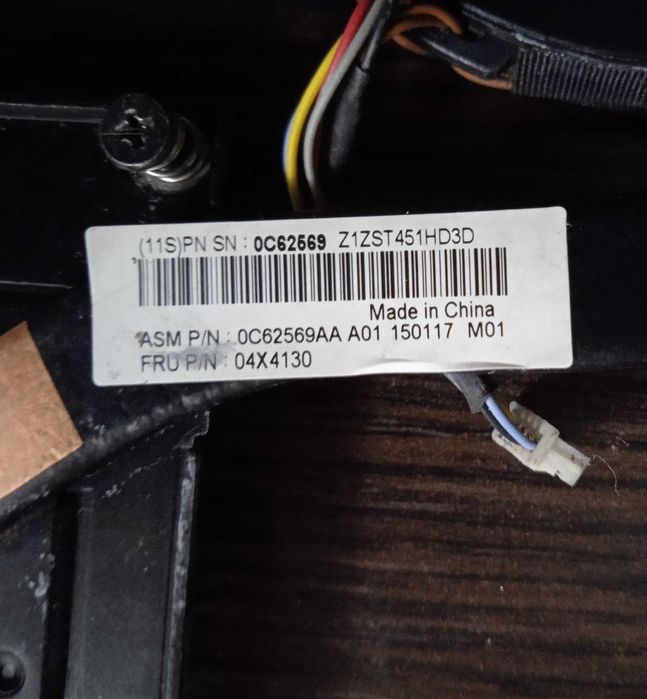 (11S)PN SN : 0C62569 Z1ZST451HD3D
Made in China
ASM P/N : 0C62569AA A01 150117 M01
FRU P/N : 04X4130